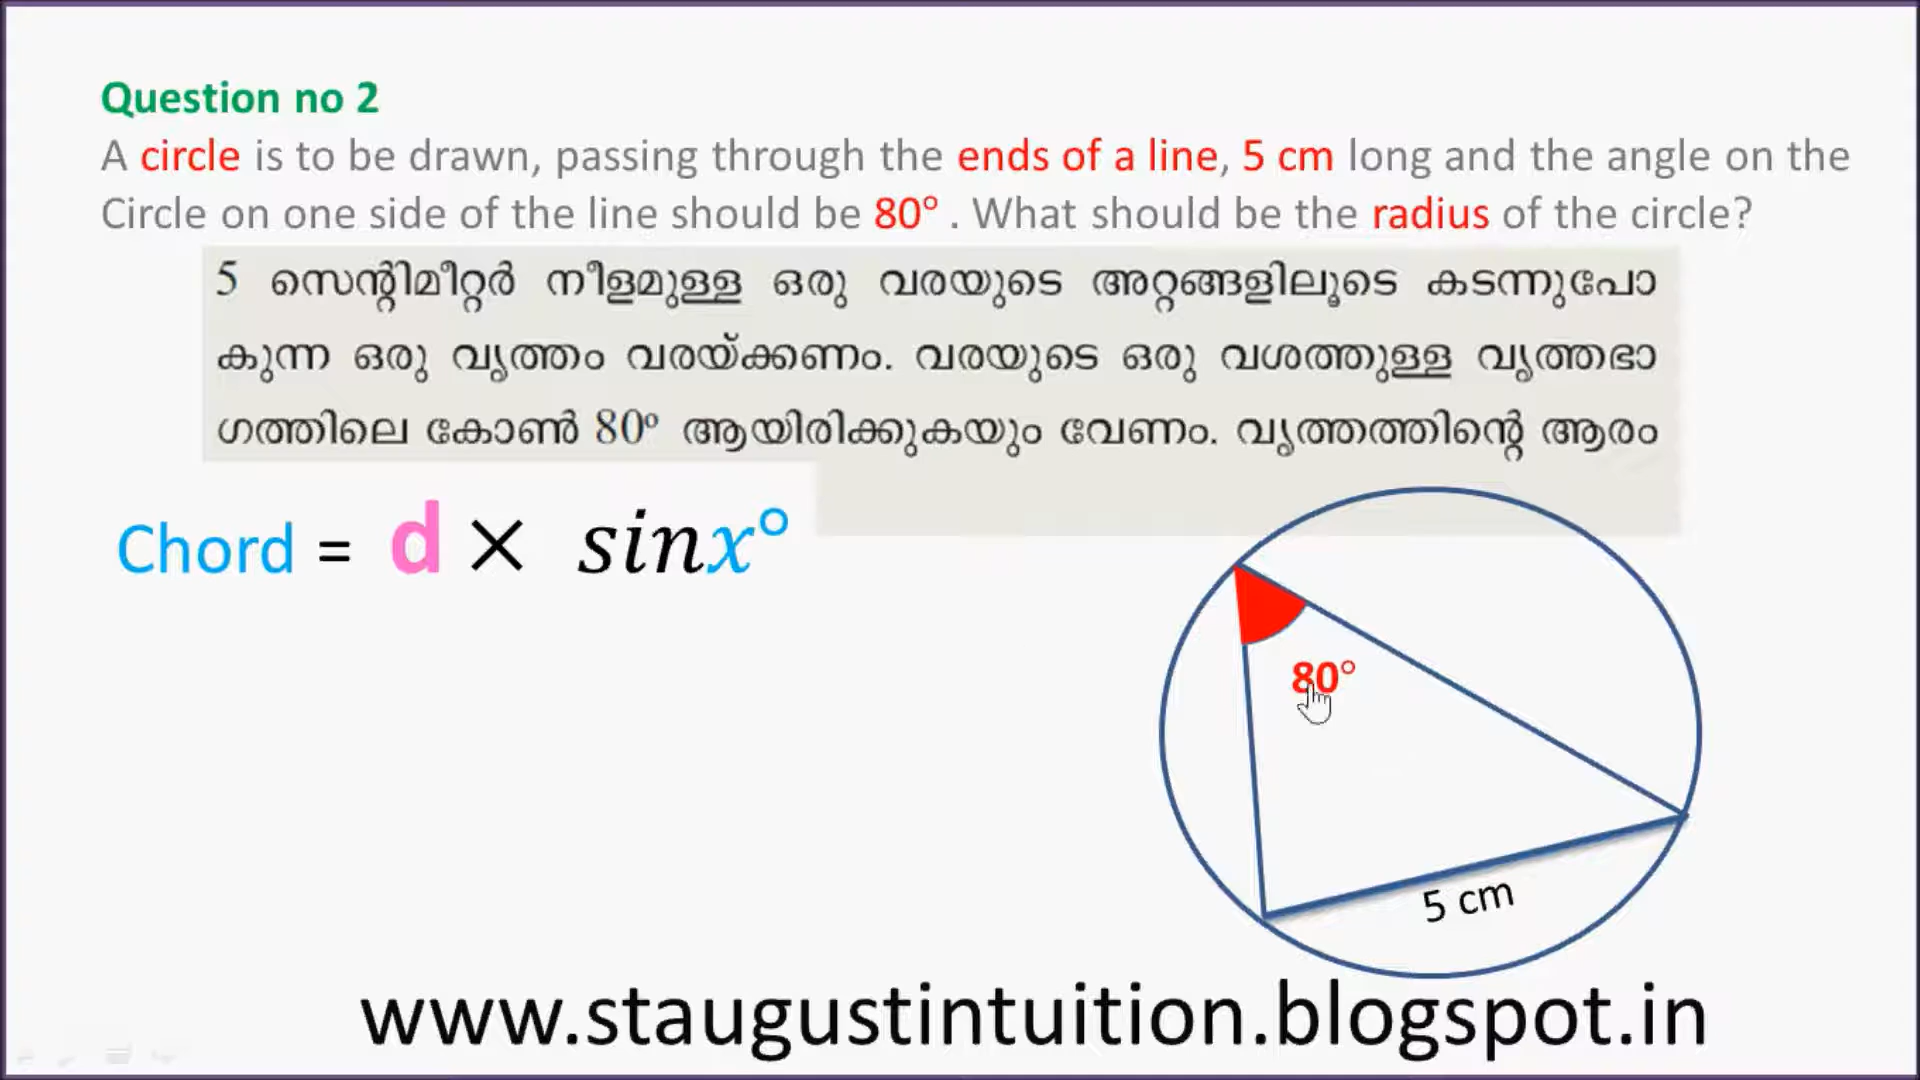 Question no 2
A circle is to be drawn, passing through the ends of a line, 5 cm long and the angle on the
Circle on one side of the line should be 80° . What should be the radius of the circle?
5 സെന്റിമീറ്റർ നീളമുള്ള ഒരു വരയുടെ അറ്റങ്ങളിലൂടെ കടന്നുപോ
കുന്ന ഒരു വൃത്തം വരയ്ക്കണം. വരയുടെ ഒരു വശത്തുള്ള വൃത്തഭാ
ഗത്തിലെ കോൺ 80° ആയിരിക്കുകയും വേണം. വൃത്തത്തിന്റെ ആരം
Chord = d × sinx°
80°
5 cm
www.staugustintuition.blogspot.in